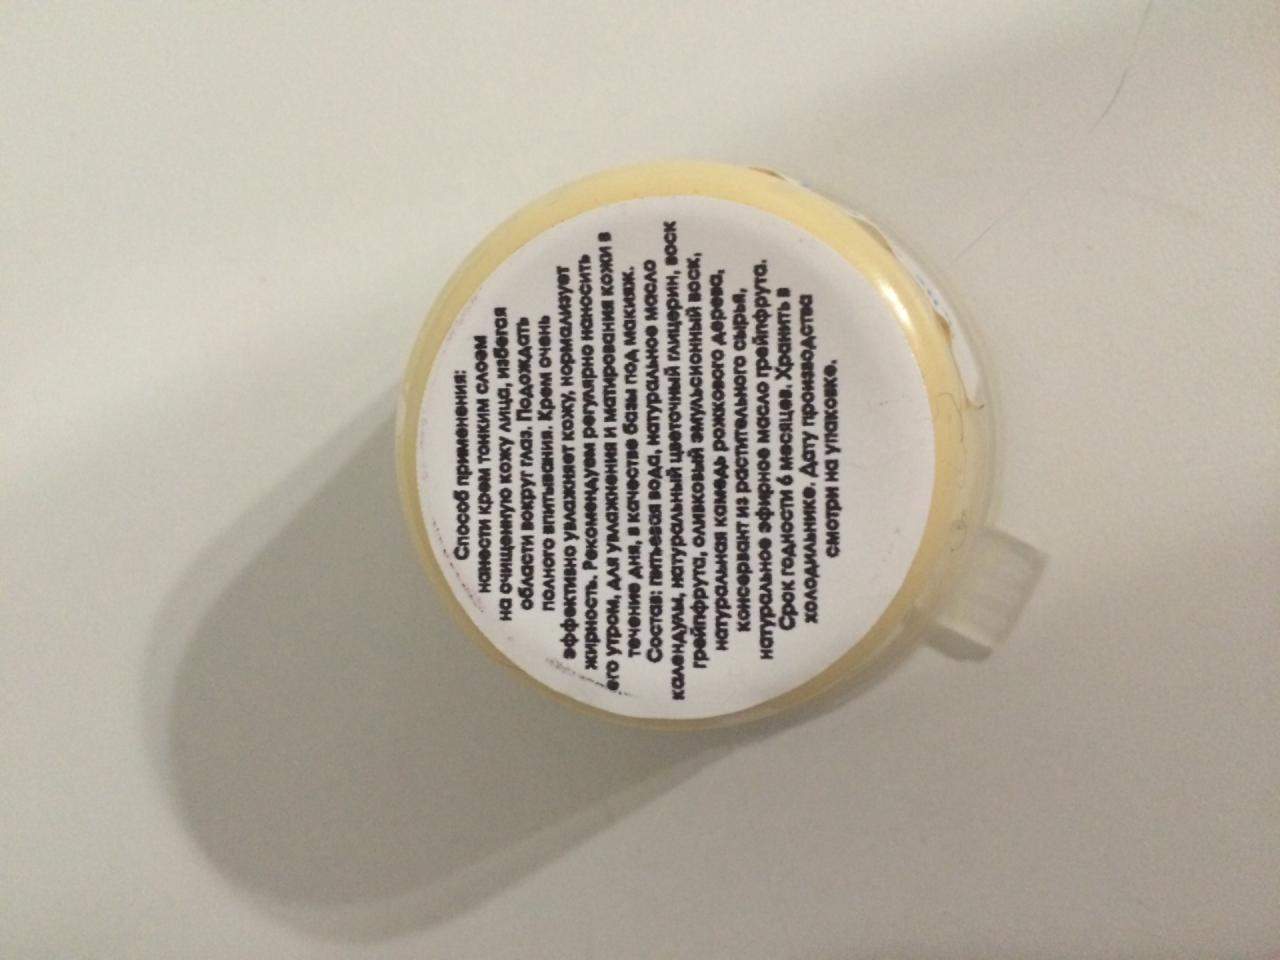 Способ применения:
нанести крем тонким слоем
на очищенную кожу лица, избегая
области вокруг глаз. Подождать
полного впитывания. Крем очень
эффективно увлажняет кожу, нормализует
жирность. Рекомендуем регулярно наносить
его утром, для увлажнения и матирования кожи в
течение дня, в качестве базы под макияж.
Состав: питьевая вода, натуральное масло
календулы, натуральный цветочный глицерин, воск
грейпфрута, оливковый эмульсионный воск,
натуральная камедь рожкового дерева,
консервант из растительного сырья,
натуральное эфирное масло грейпфрута.
Срок годности 6 месяцев. Хранить в
холодильнике. Дату производства
смотри на упаковке.